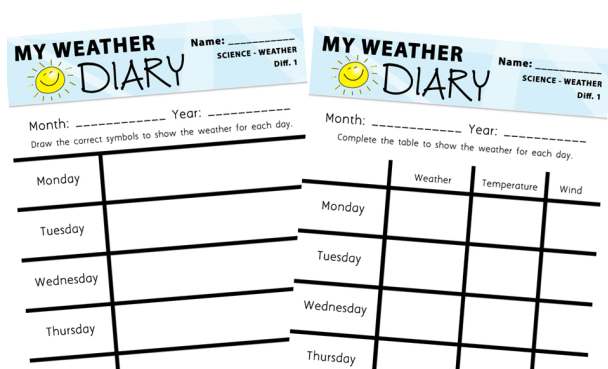 MY WEATHER
DIARY
Name: ___________
SCIENCE - WEATHER
Diff. 1
Month: ____________ Year: ___________
Draw the correct symbols to show the weather for each day.
Monday
Tuesday
Wednesday
Thursday
MY WEATHER
DIARY
Name: ___________
SCIENCE - WEATHER
Diff. 1
Month: ____________ Year: ___________
Complete the table to show the weather for each day.
Weather Temperature Wind
Monday
Tuesday
Wednesday
Thursday